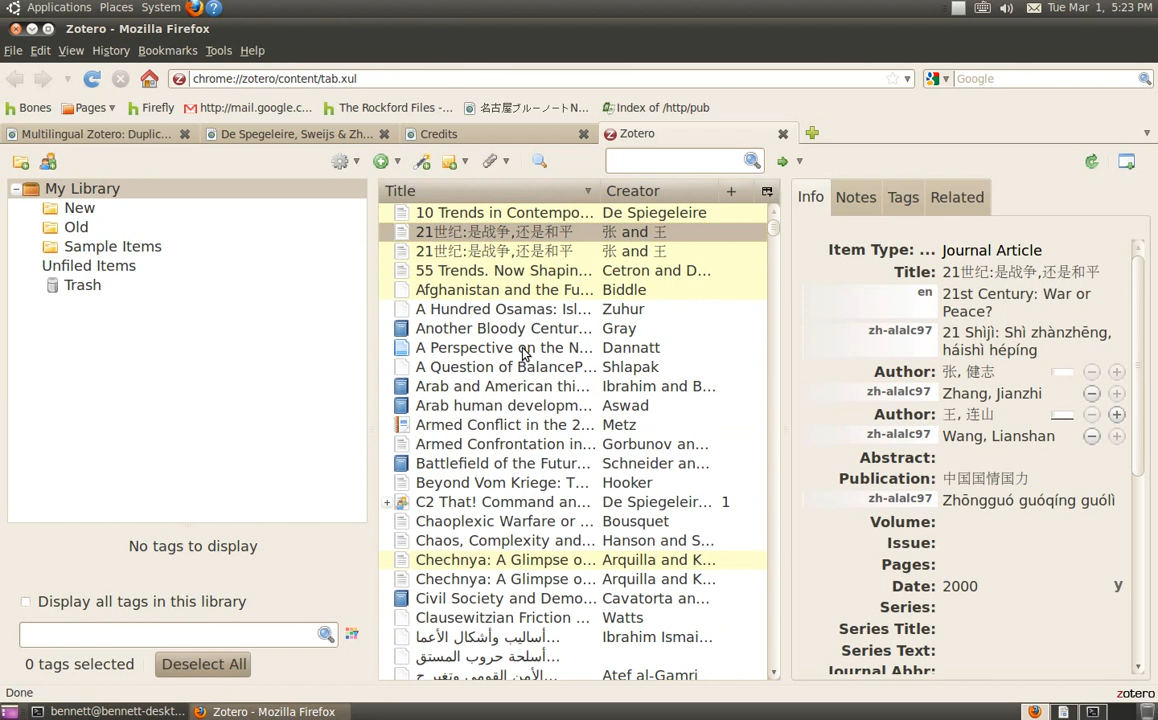 Applications Places System Tue Mar 1, 5:23 PM
Zotero - Mozilla Firefox
File Edit View History Bookmarks Tools Help
chrome://zotero/content/tab.xul Google
Bones Pages Firefly http://mail.google.c... The Rockford Files -... 名古屋ブルーノートN... Index of /http/pub
Multilingual Zotero: Duplic... De Spegeleire, Sweijs & Zh... Credits Zotero
My Library
New
Old
Sample Items
Unfiled Items
Trash
No tags to display
Display all tags in this library
0 tags selected Deselect All
Title Creator +
10 Trends in Contempo... De Spiegeleire
21世纪:是战争,还是和平 张 and 王
21世纪:是战争,还是和平 张 and 王
55 Trends. Now Shapin... Cetron and D...
Afghanistan and the Fu... Biddle
A Hundred Osamas: Isl... Zuhur
Another Bloody Centur... Gray
A Perspective on the N... Dannatt
A Question of BalanceP... Shlapak
Arab and American thi... Ibrahim and B...
Arab human developm... Aswad
Armed Conflict in the 2... Metz
Armed Confrontation in... Gorbunov an...
Battlefield of the Futur... Schneider an...
Beyond Vom Kriege: T... Hooker
C2 That! Command an... De Spiegeleir... 1
Chaoplexic Warfare or ... Bousquet
Chaos, Complexity and... Hanson and S...
Chechnya: A Glimpse o... Arquilla and K...
Chechnya: A Glimpse o... Arquilla and K...
Civil Society and Demo... Cavatorta an...
Clausewitzian Friction ... Watts
أساليب وأشكال الأعما... Ibrahim Ismai...
أسلحة حروب المستق...
الأمن القومي وتغير ح... Atef al-Gamri
Info Notes Tags Related
Item Type: ... Journal Article
Title: 21世纪:是战争,还是和平
en 21st Century: War or
Peace?
zh-alalc97 21 Shìjì: Shì zhànzhēng,
háishì hépíng
Author: 张, 健志
zh-alalc97 Zhang, Jianzhi
Author: 王, 连山
zh-alalc97 Wang, Lianshan
Abstract:
Publication: 中国国情国力
zh-alalc97 Zhōngguó guóqíng guólì
Volume:
Issue:
Pages:
Date: 2000 y
Series:
Series Title:
Series Text:
Journal Abbr:
Done zotero
bennett@bennett-deskt... Zotero - Mozilla Firefox